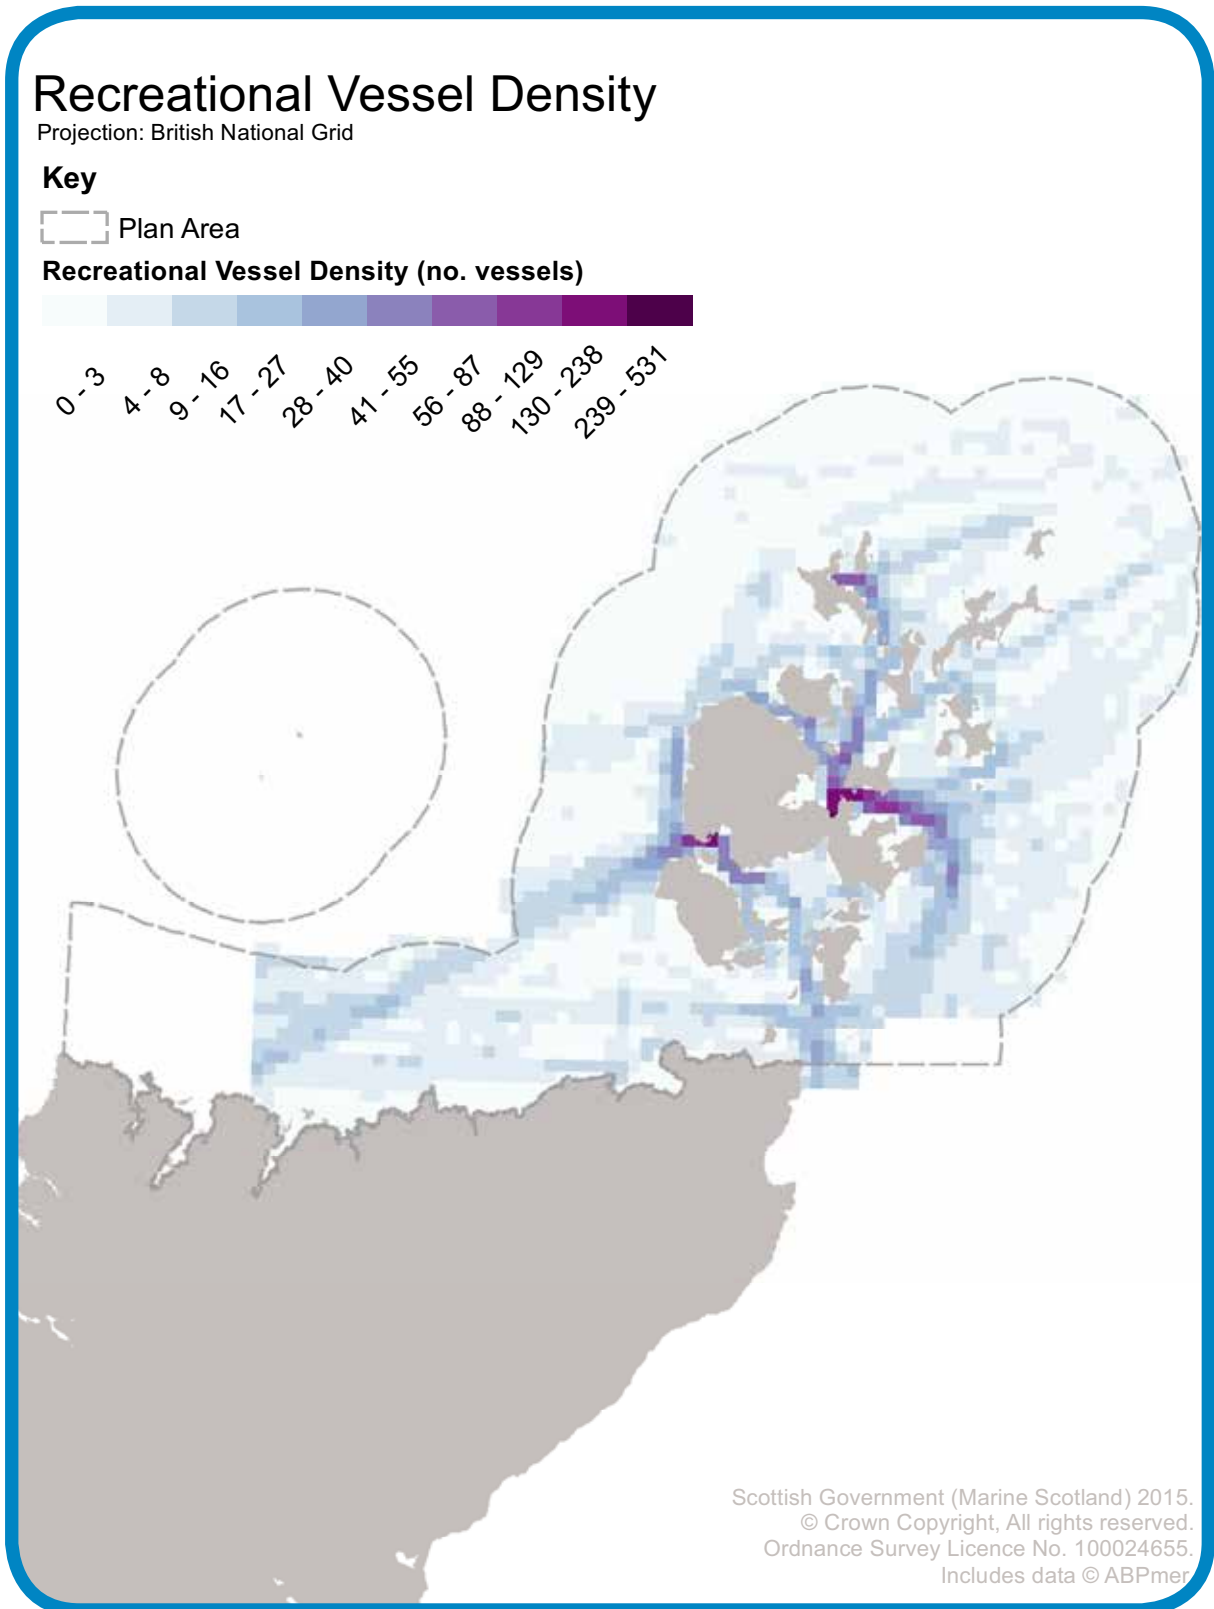 Recreational Vessel Density
Projection: British National Grid
Key
Plan Area
Recreational Vessel Density (no. vessels)
0 - 3
4 - 8
9 - 16
17 - 27
28 - 40
41 - 55
56 - 87
88 - 129
130 - 238
239 - 531
Scottish Government (Marine Scotland) 2015.
© Crown Copyright, All rights reserved.
Ordnance Survey Licence No. 100024655.
Includes data © ABPmer.